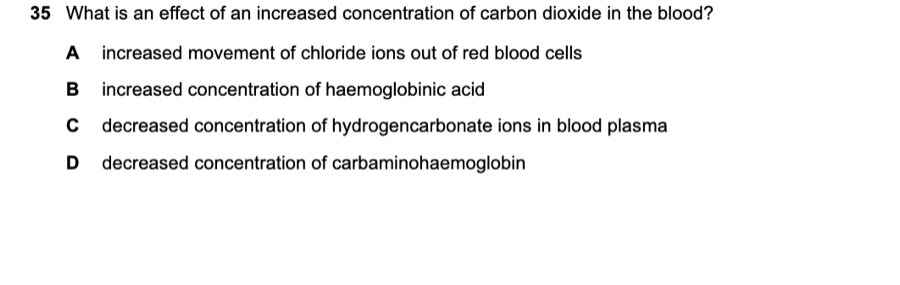 35 What is an effect of an increased concentration of carbon dioxide in the blood?
A increased movement of chloride ions out of red blood cells
B increased concentration of haemoglobinic acid
C decreased concentration of hydrogencarbonate ions in blood plasma
D decreased concentration of carbaminohaemoglobin